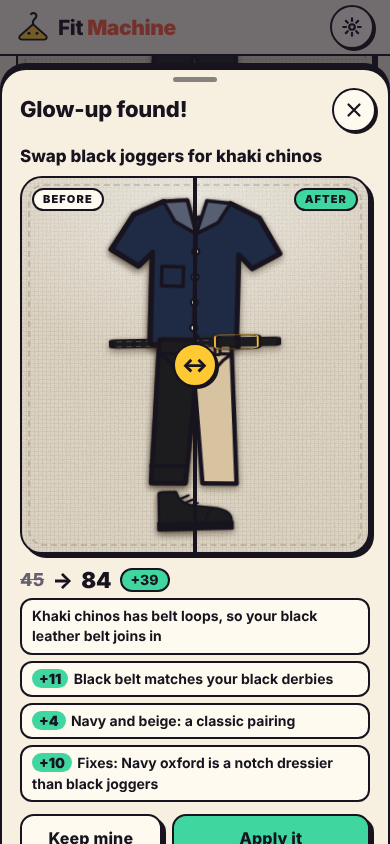 Fit Machine
Glow-up found!
Swap black joggers for khaki chinos
BEFORE
AFTER
45 → 84 +39
Khaki chinos has belt loops, so your black
leather belt joins in
+11 Black belt matches your black derbies
+4 Navy and beige: a classic pairing
+10 Fixes: Navy oxford is a notch dressier
than black joggers
Keep mine
Apply it